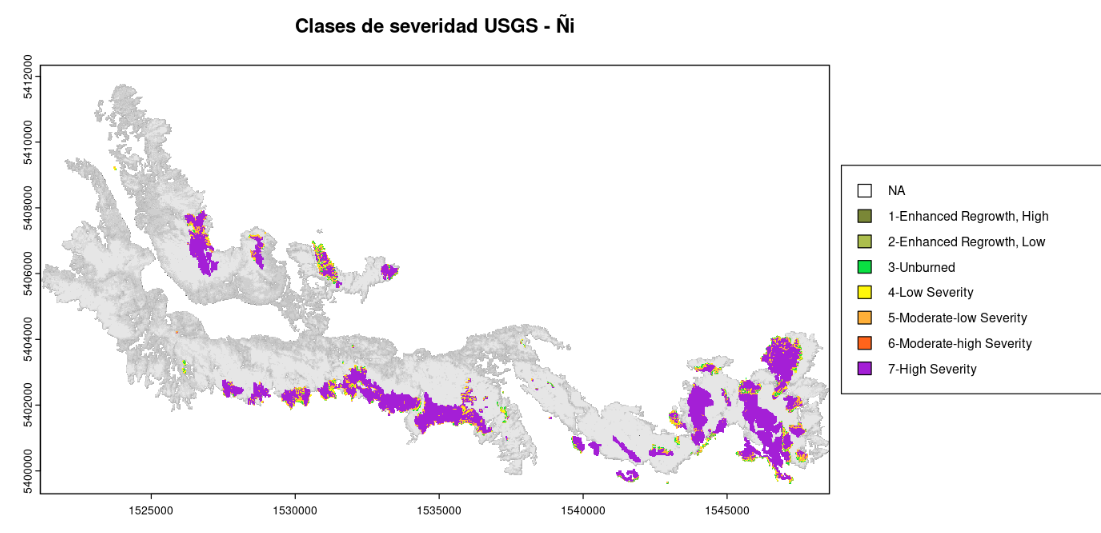 Clases de severidad USGS - Ñi
5412000
5410000
5408000
5406000
5404000
5402000
5400000
1525000
1530000
1535000
1540000
1545000
NA
1-Enhanced Regrowth, High
2-Enhanced Regrowth, Low
3-Unburned
4-Low Severity
5-Moderate-low Severity
6-Moderate-high Severity
7-High Severity